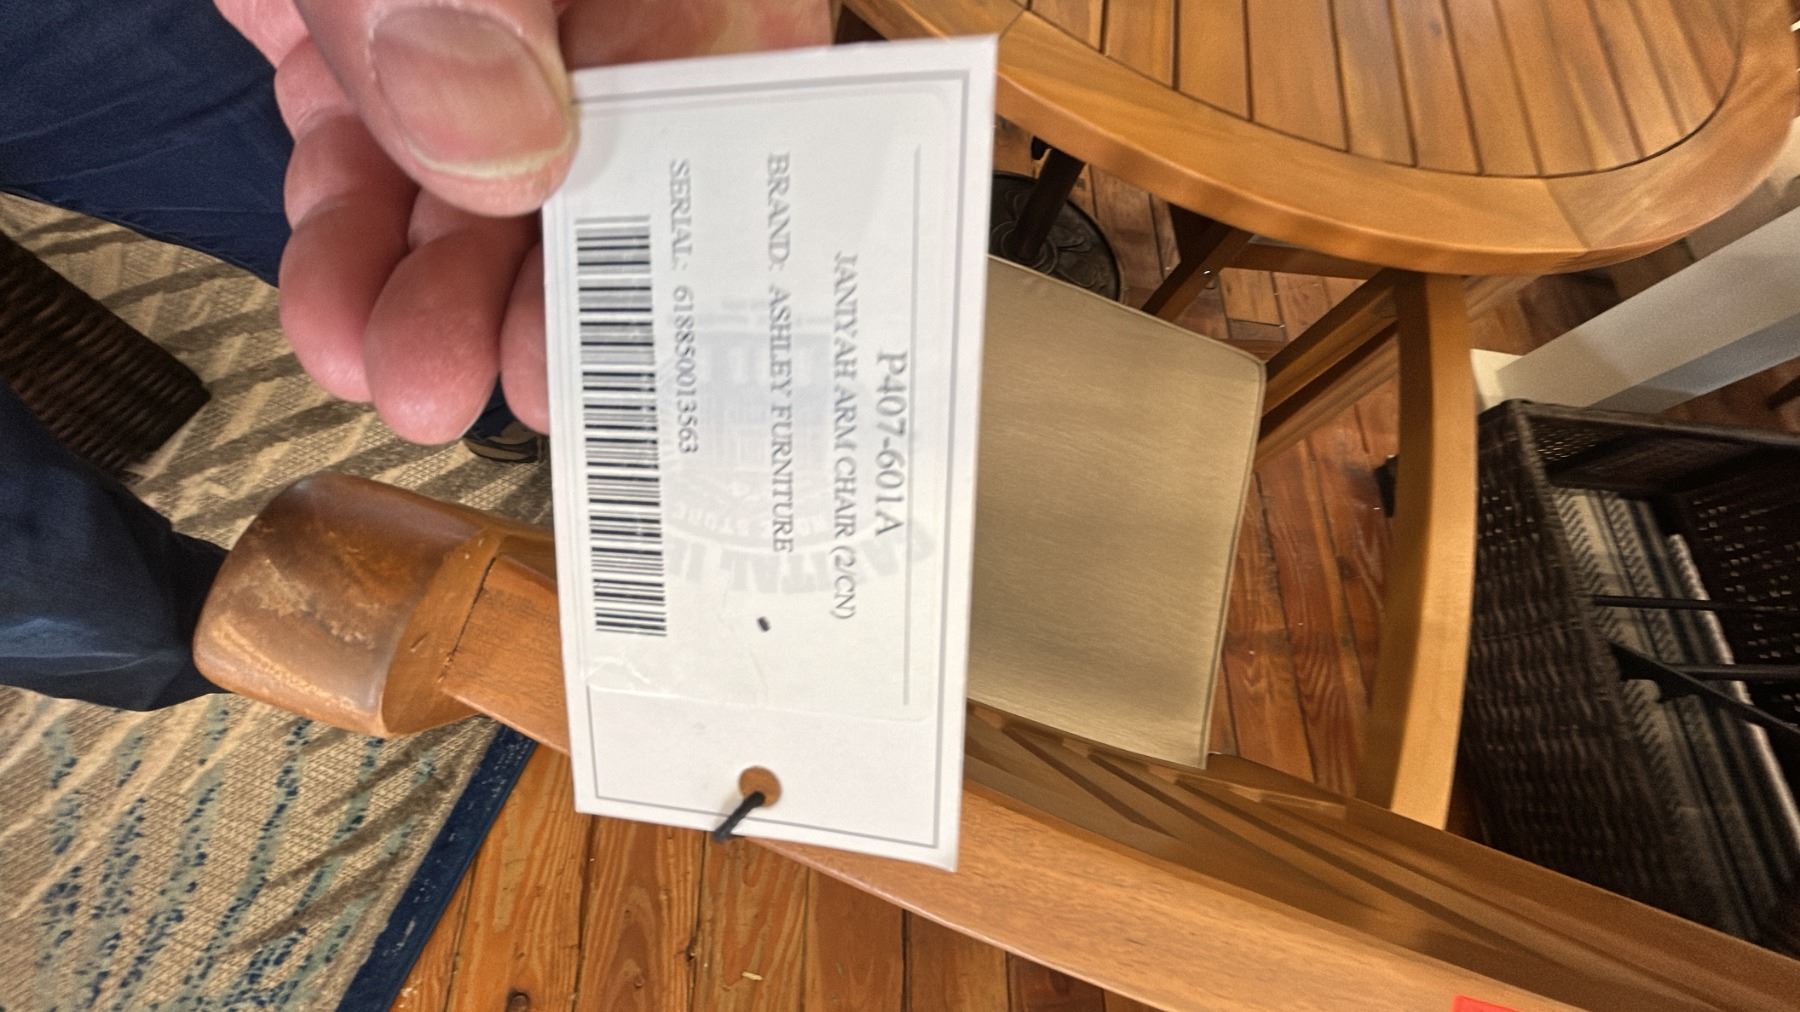 P407-601A
JANIYAH ARM CHAIR (2/CN)
BRAND: ASHLEY FURNITURE
SERIAL: 618850013563